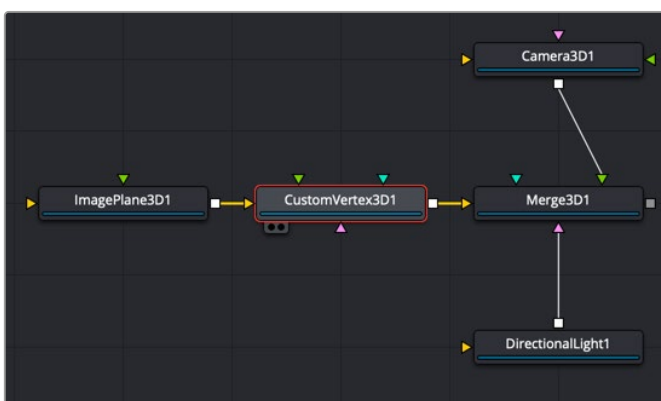 Camera3D1
ImagePlane3D1
CustomVertex3D1
Merge3D1
DirectionalLight1